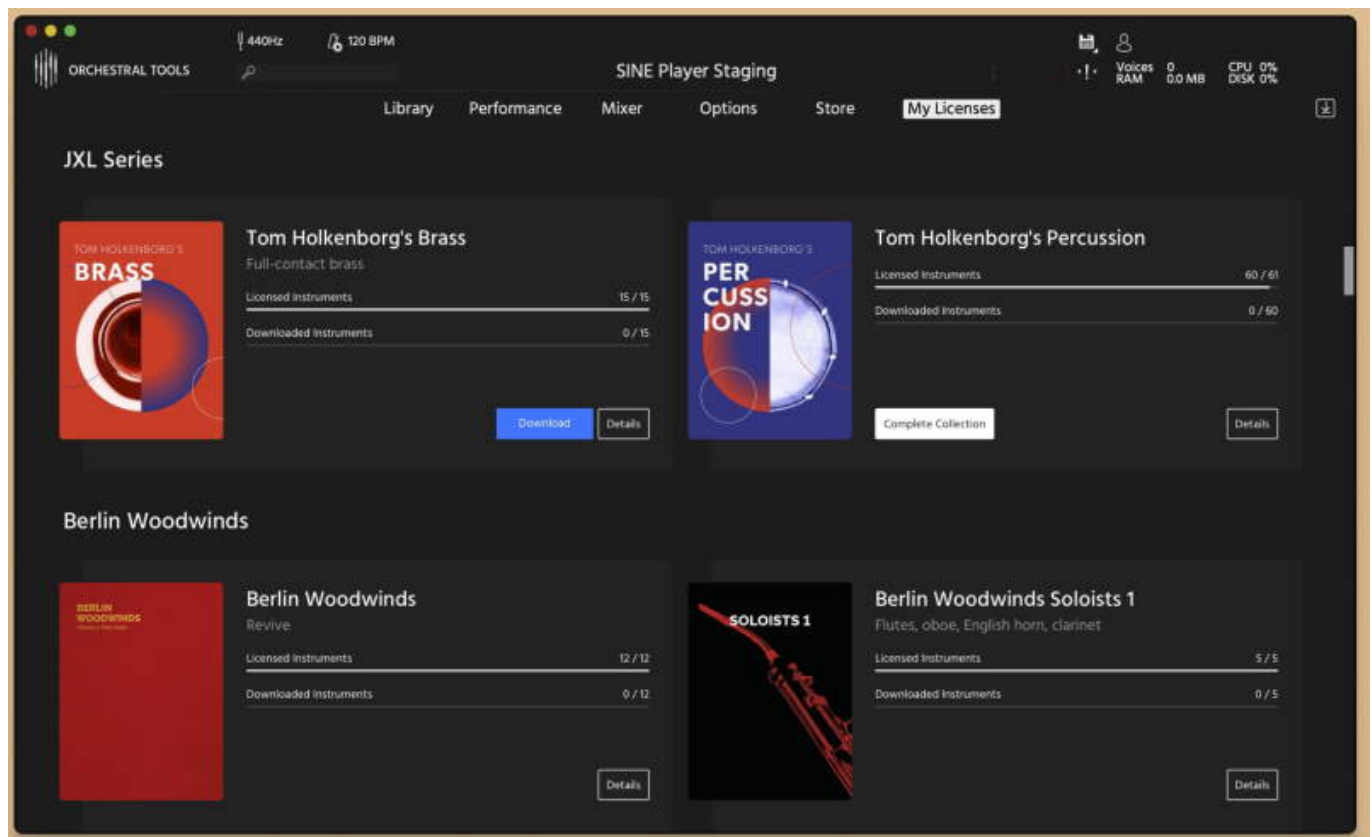 440Hz 120 BPM
ORCHESTRAL TOOLS
SINE Player Staging
Voices 0 CPU 0%
RAM 0.0 MB DISK 0%
Library Performance Mixer Options Store My Licenses
JXL Series
TOM HOLKENBORG'S
BRASS
Tom Holkenborg's Brass
Full-contact brass
Licensed Instruments 15 / 15
Downloaded Instruments 0 / 15
Download Details
TOM HOLKENBORG'S
PER
CUSS
ION
Tom Holkenborg's Percussion
Licensed Instruments 60 / 61
Downloaded Instruments 0 / 60
Complete Collection Details
Berlin Woodwinds
BERLIN
WOODWINDS
Berlin Woodwinds
Revive
Licensed Instruments 12 / 12
Downloaded Instruments 0 / 12
Details
SOLOISTS 1
Berlin Woodwinds Soloists 1
Flutes, oboe, English horn, clarinet
Licensed Instruments 5 / 5
Downloaded Instruments 0 / 5
Details